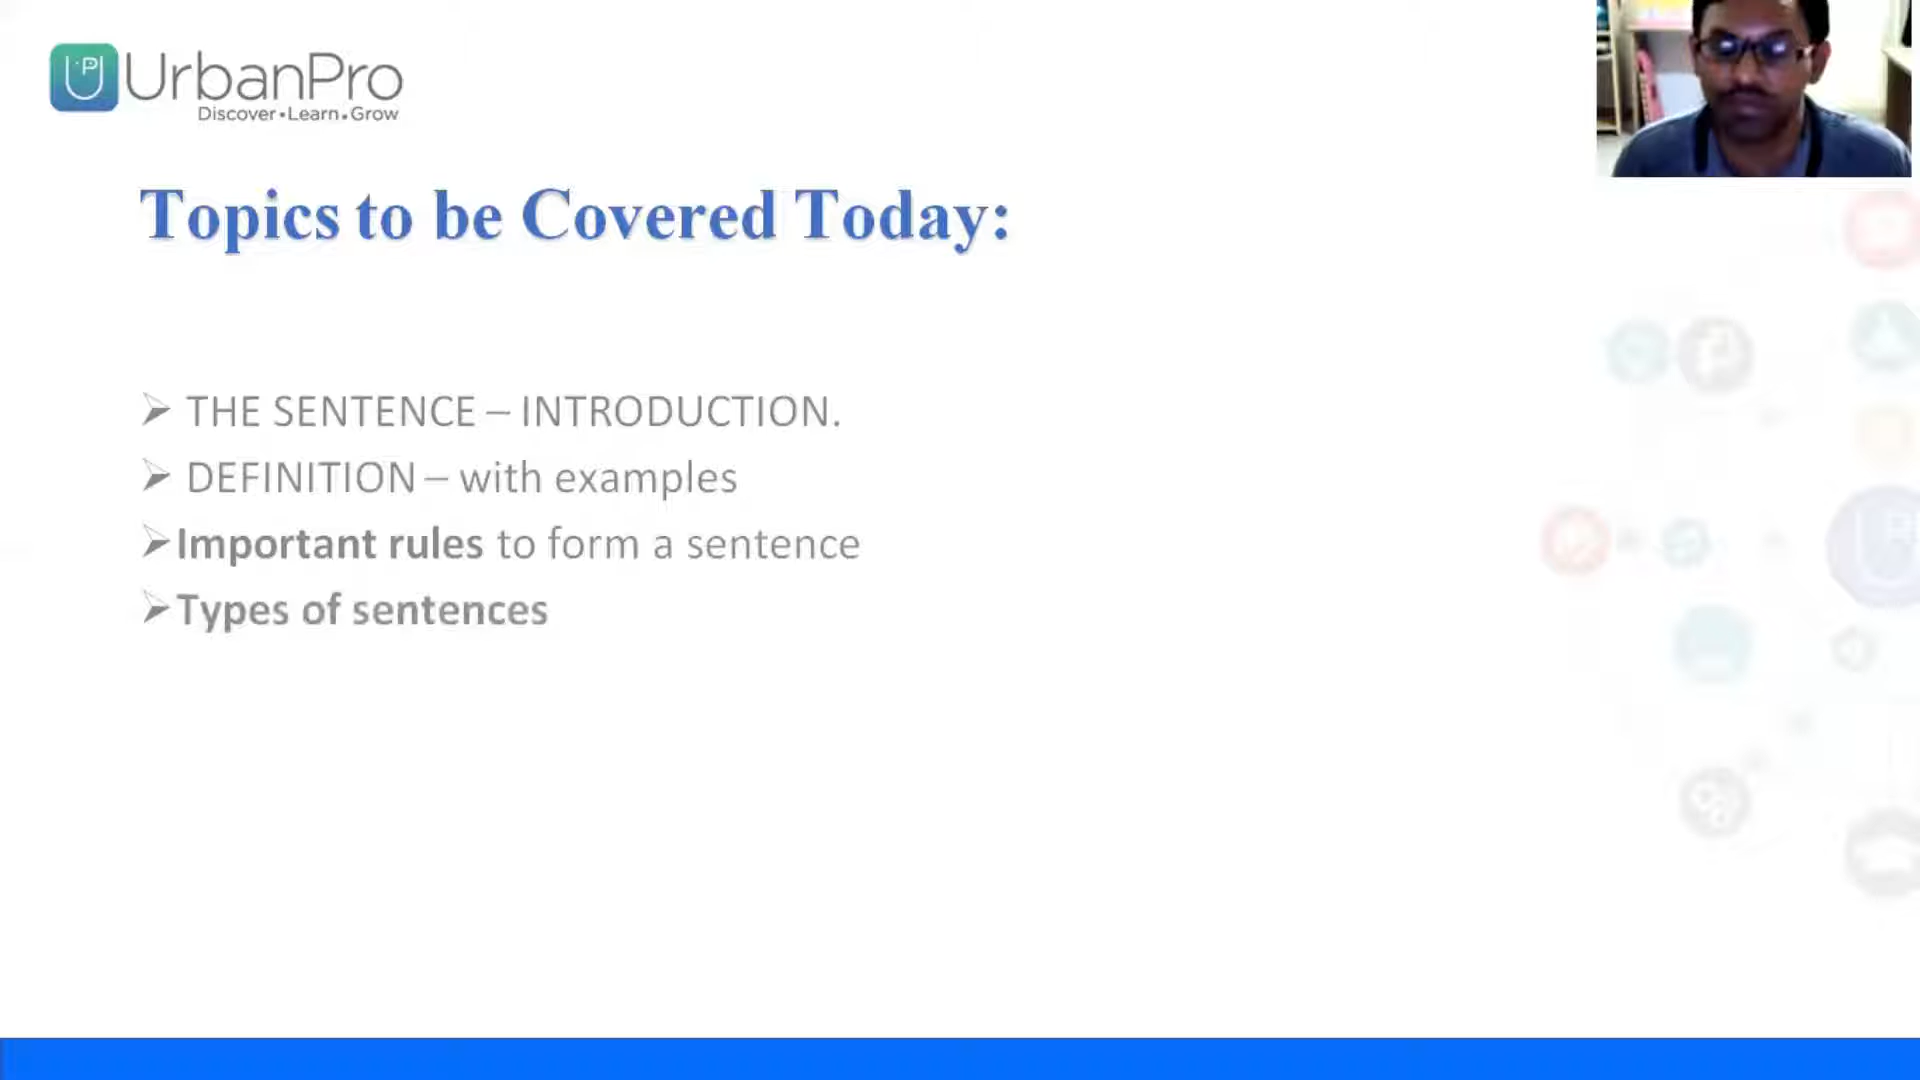 UrbanPro
Discover•Learn•Grow
Topics to be Covered Today:
THE SENTENCE – INTRODUCTION.
DEFINITION – with examples
Important rules to form a sentence
Types of sentences